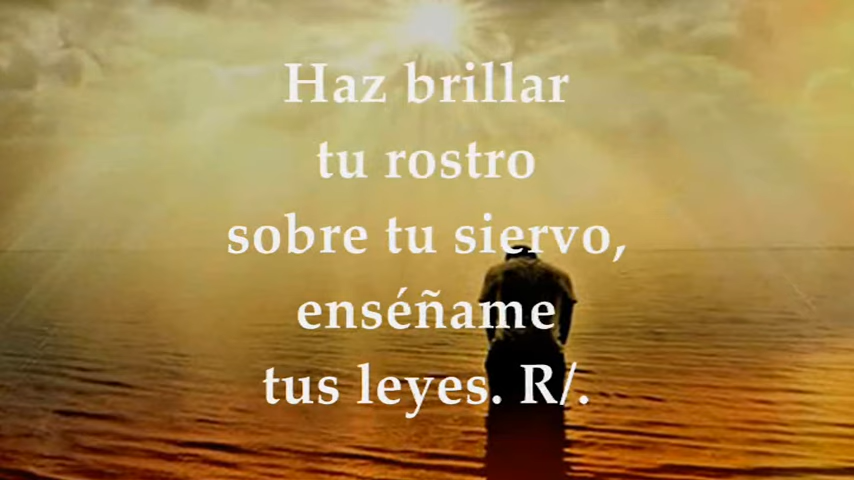 Haz brillar
tu rostro
sobre tu siervo,
enséñame
tus leyes. R/.